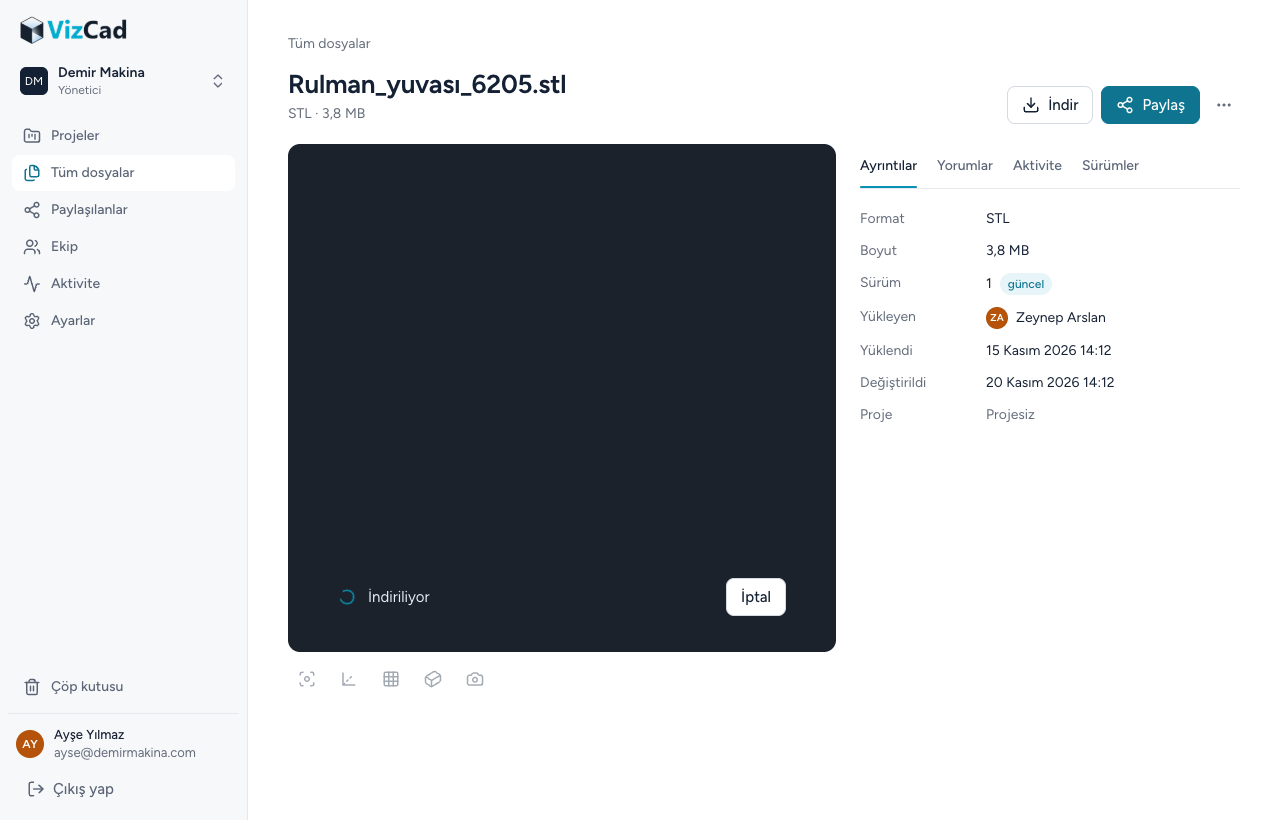 VizCad
DM
Demir Makina
Yönetici
Projeler
Tüm dosyalar
Paylaşılanlar
Ekip
Aktivite
Ayarlar
Çöp kutusu
AY
Ayşe Yılmaz
ayse@demirmakina.com
Çıkış yap
Tüm dosyalar
Rulman_yuvası_6205.stl
STL · 3,8 MB
İndir
Paylaş
İndiriliyor
İptal
Ayrıntılar Yorumlar Aktivite Sürümler
Format STL
Boyut 3,8 MB
Sürüm 1 güncel
Yükleyen ZA Zeynep Arslan
Yüklendi 15 Kasım 2026 14:12
Değiştirildi 20 Kasım 2026 14:12
Proje Projesiz